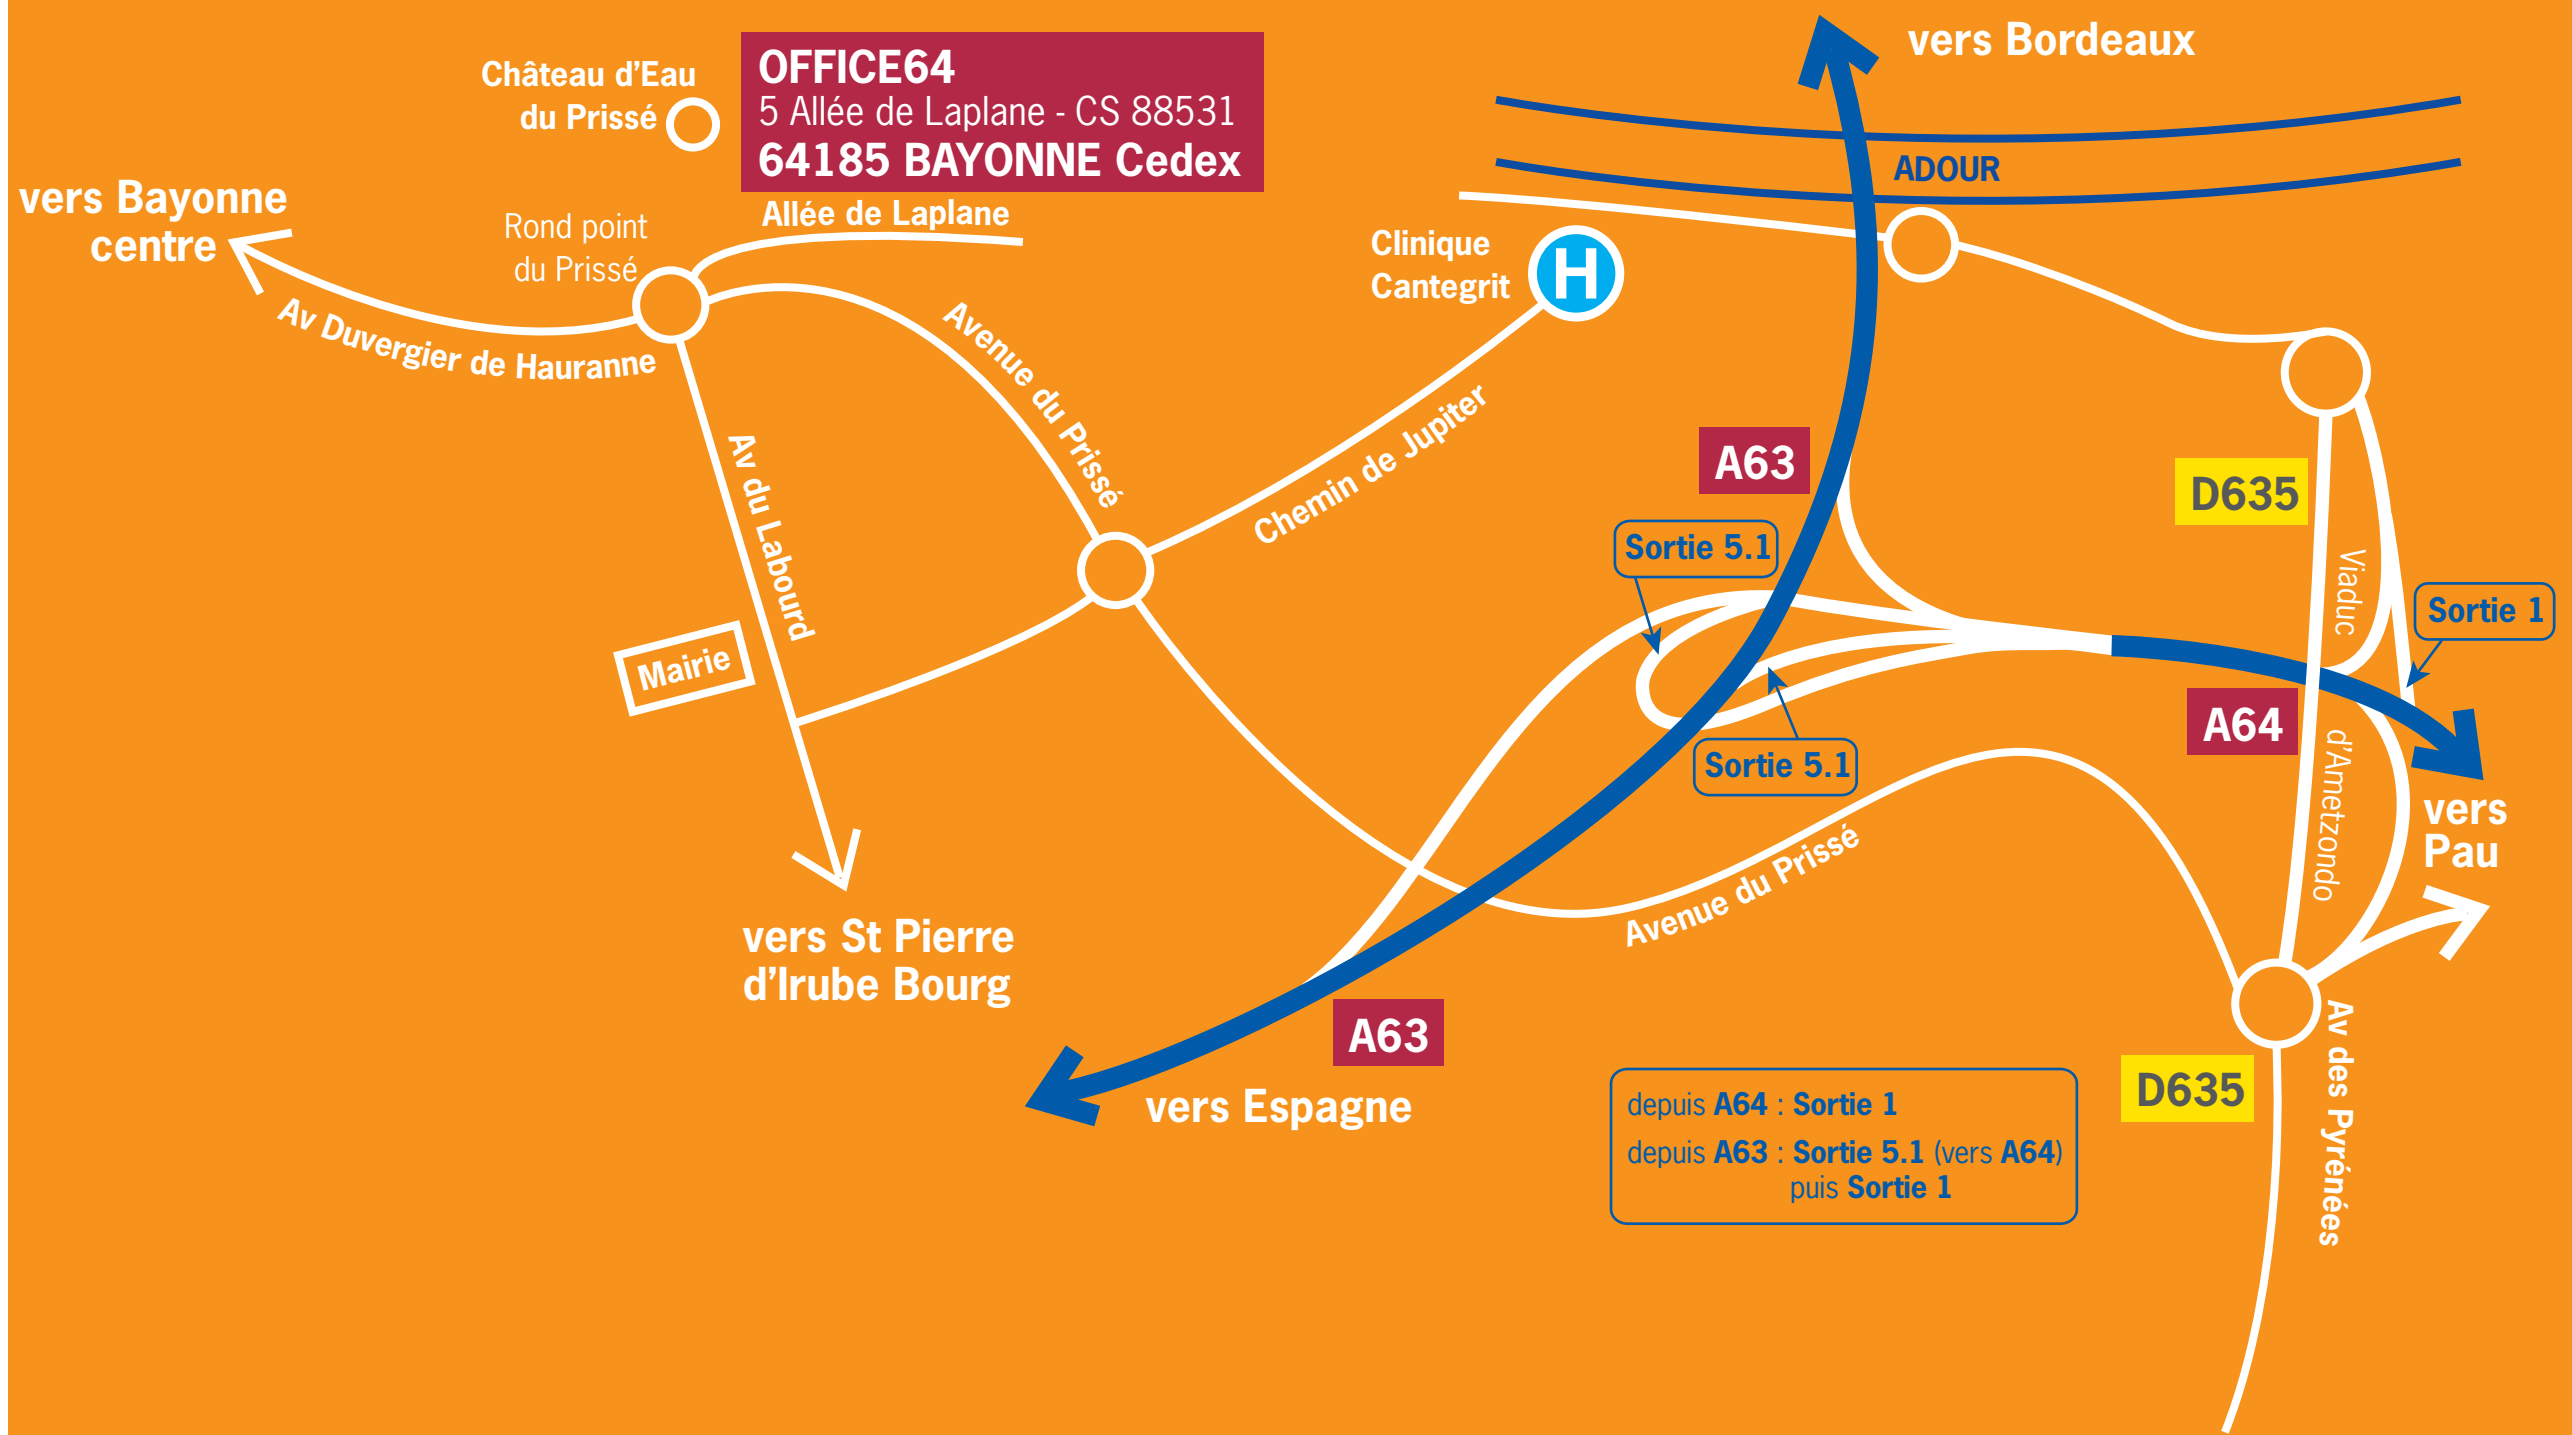 vers Bordeaux
Château d'Eau
du Prissé
OFFICE64
5 Allée de Laplane - CS 88531
64185 BAYONNE Cedex
ADOUR
vers Bayonne
centre
Rond point
du Prissé
Allée de Laplane
Clinique
Cantegrit
H
Av Duvergier de Hauranne
Avenue du Prissé
Chemin de Jupiter
Av du Labourd
A63
D635
Sortie 5.1
Viaduc
d'Ametzondo
Sortie 1
Mairie
A64
Sortie 5.1
vers
Pau
Avenue du Prissé
vers St Pierre
d'Irube Bourg
A63
vers Espagne
D635
Av des Pyrénées
depuis A64 : Sortie 1
depuis A63 : Sortie 5.1 (vers A64)
puis Sortie 1